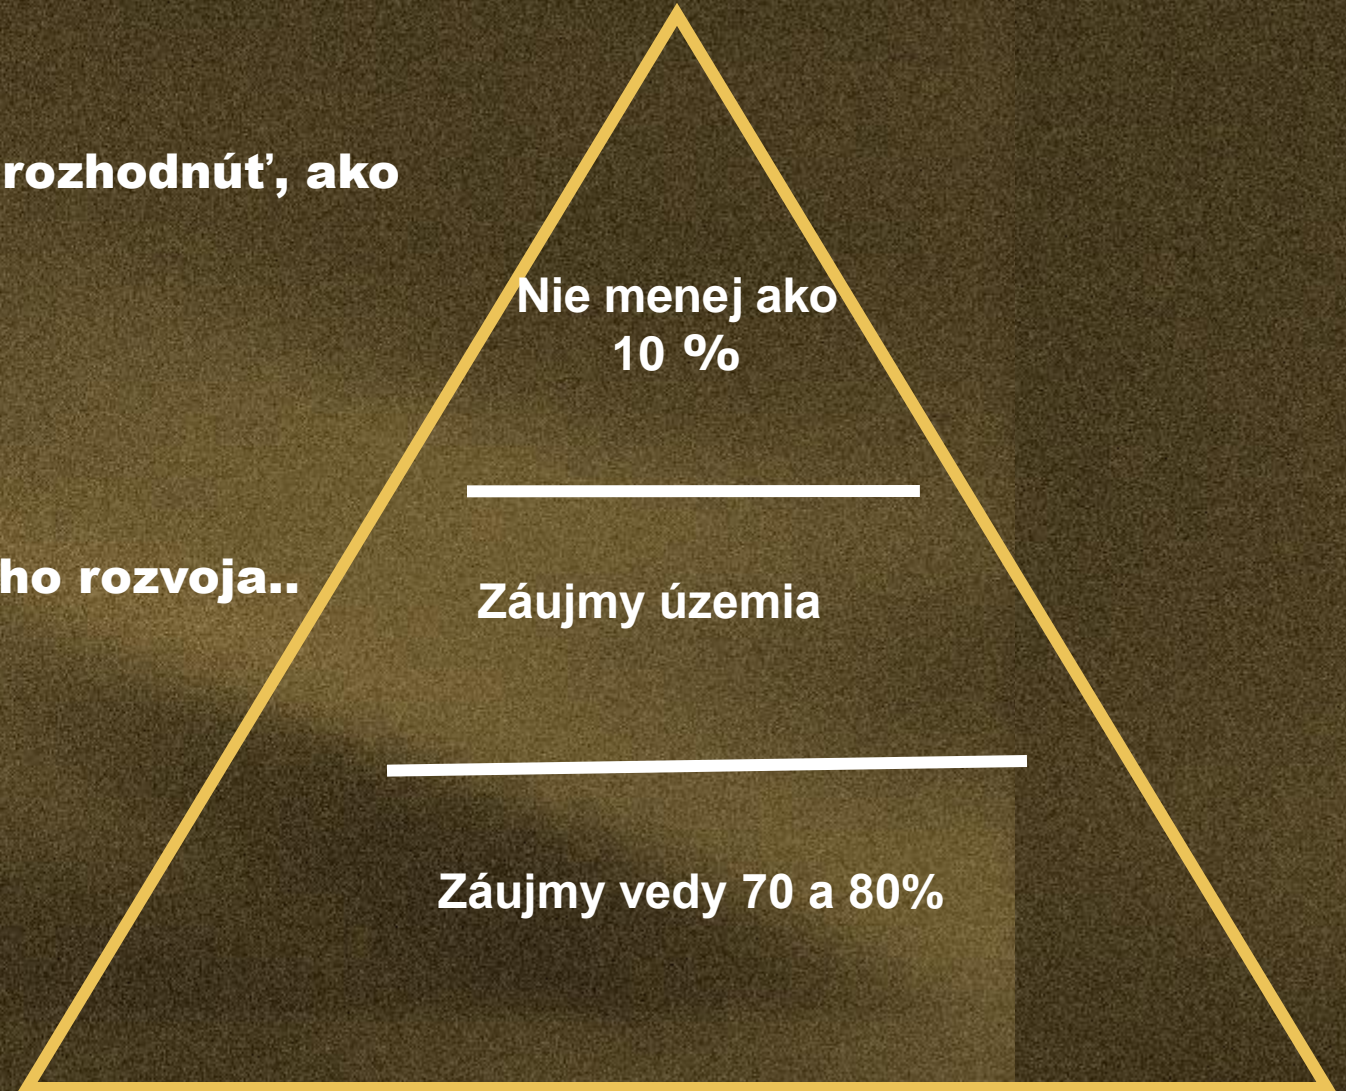 rozhodnúť, ako
Nie menej ako
10 %
ho rozvoja..
Záujmy územia
Záujmy vedy 70 a 80%